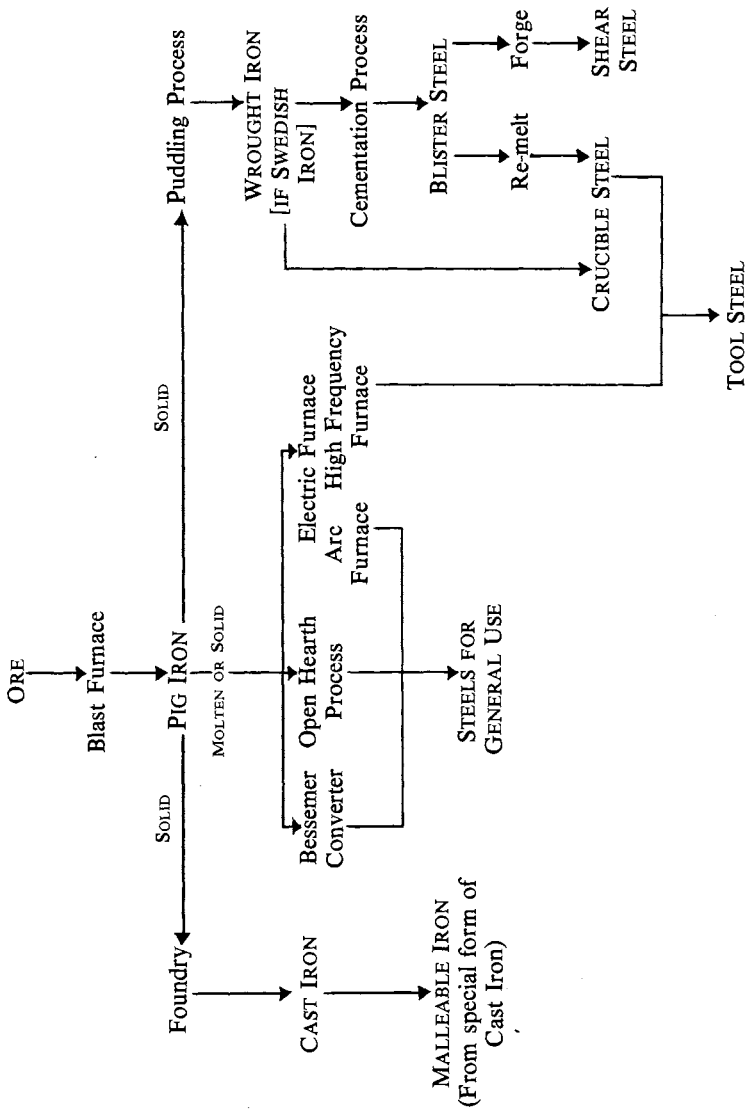 ORE
Blast Furnace
PIG IRON
SOLID
SOLID
MOLTEN OR SOLID
Foundry
CAST IRON
MALLEABLE IRON
(From special form of
Cast Iron)
Bessemer
Converter
Open Hearth
Process
Electric Furnace
Arc
Furnace
High Frequency
Furnace
STEELS FOR
GENERAL USE
Puddling Process
WROUGHT IRON
[IF SWEDISH
IRON]
Cementation Process
BLISTER STEEL
Re-melt
Forge
CRUCIBLE STEEL
SHEAR
STEEL
TOOL STEEL